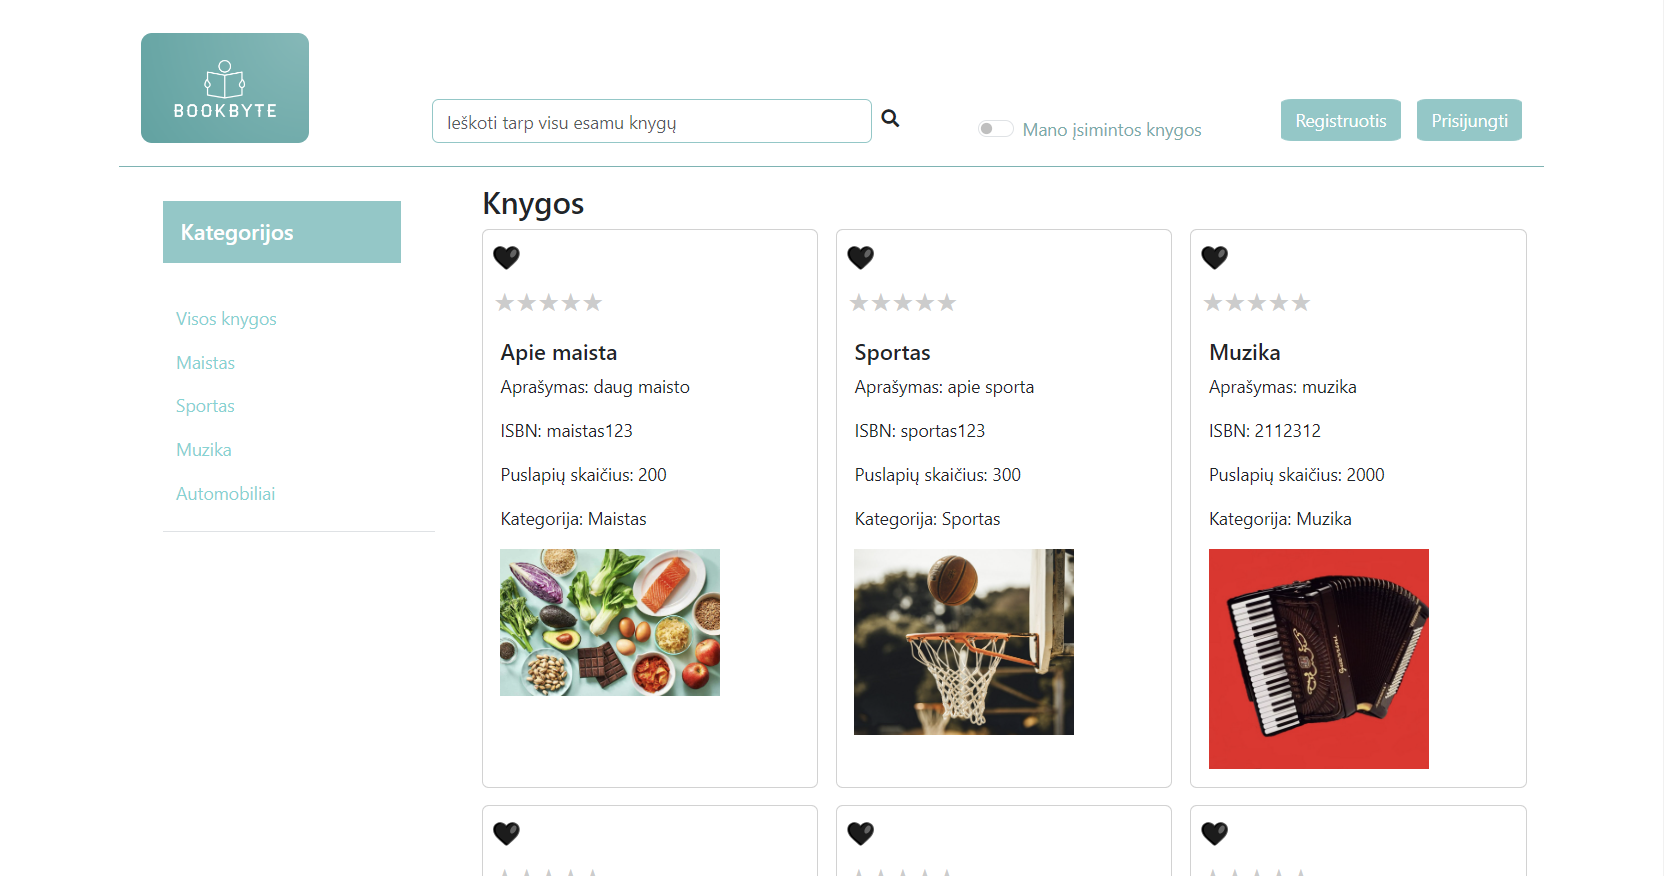 BOOKBYTE
Ieškoti tarp visu esamu knygų
Mano įsimintos knygos
Registruotis
Prisijungti
Kategorijos
Visos knygos
Maistas
Sportas
Muzika
Automobiliai
Knygos
Apie maista
Aprašymas: daug maisto
ISBN: maistas123
Puslapių skaičius: 200
Kategorija: Maistas
Sportas
Aprašymas: apie sporta
ISBN: sportas123
Puslapių skaičius: 300
Kategorija: Sportas
Muzika
Aprašymas: muzika
ISBN: 2112312
Puslapių skaičius: 2000
Kategorija: Muzika